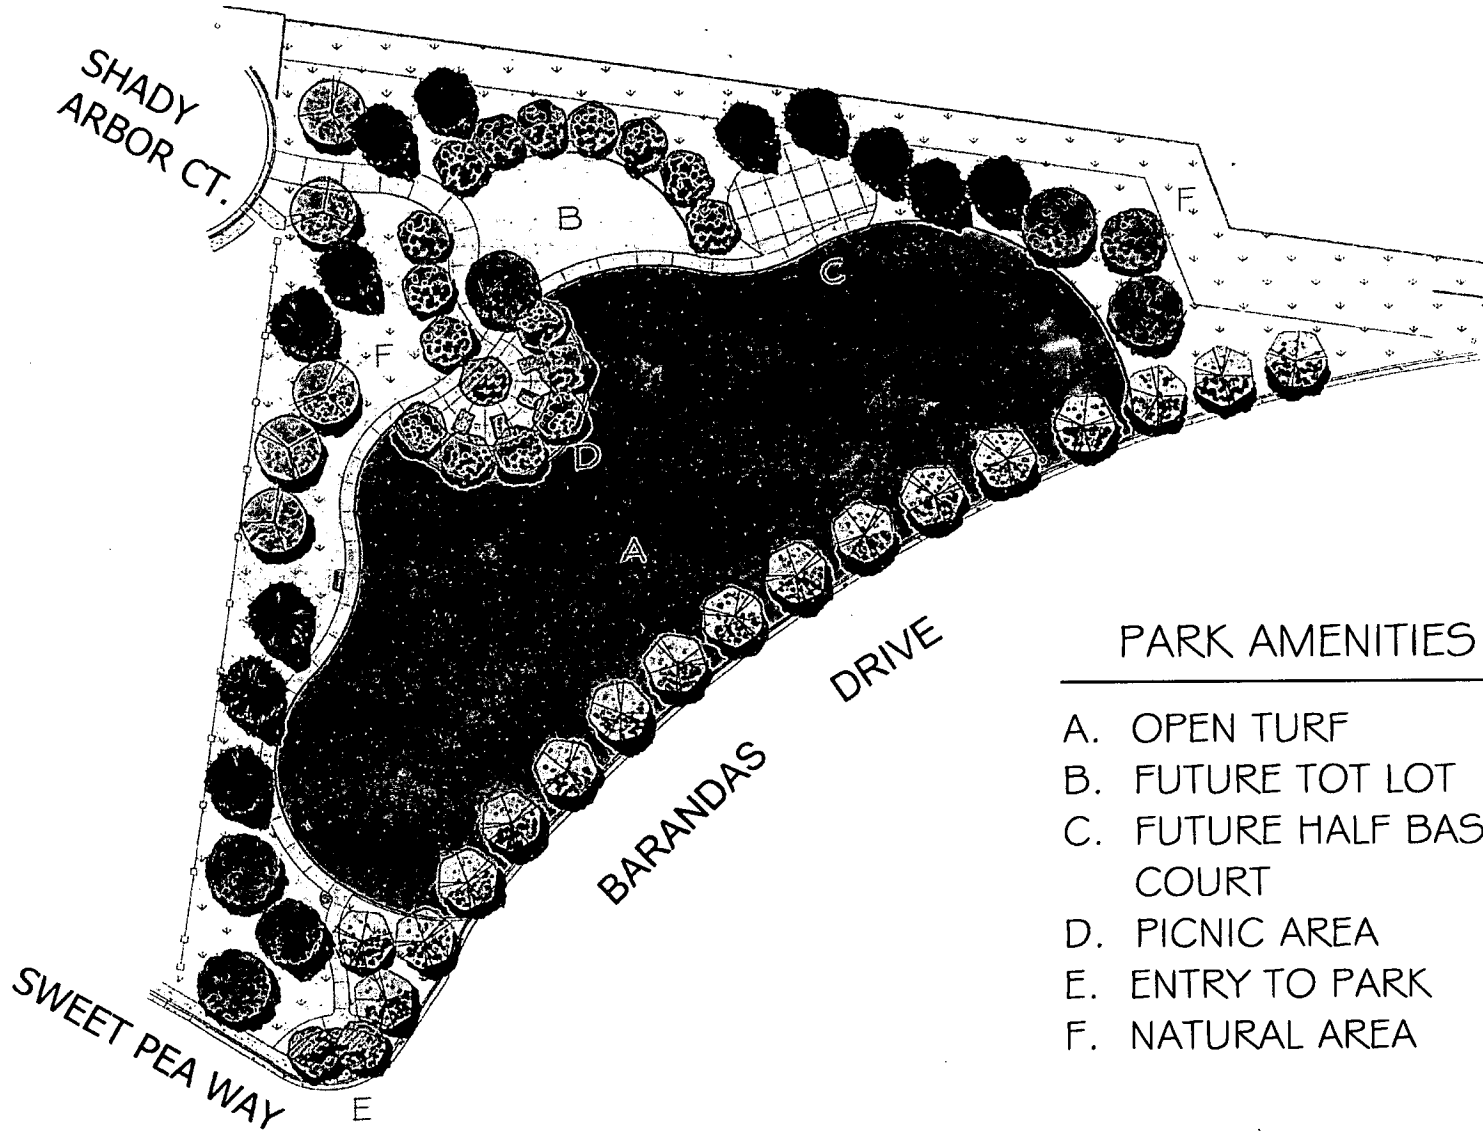 SHADY
ARBOR CT.
B
F
C
F
D
A
DRIVE
BARANDAS
SWEET PEA WAY
E
PARK AMENITIES
A. OPEN TURF
B. FUTURE TOT LOT
C. FUTURE HALF BAS
COURT
D. PICNIC AREA
E. ENTRY TO PARK
F. NATURAL AREA